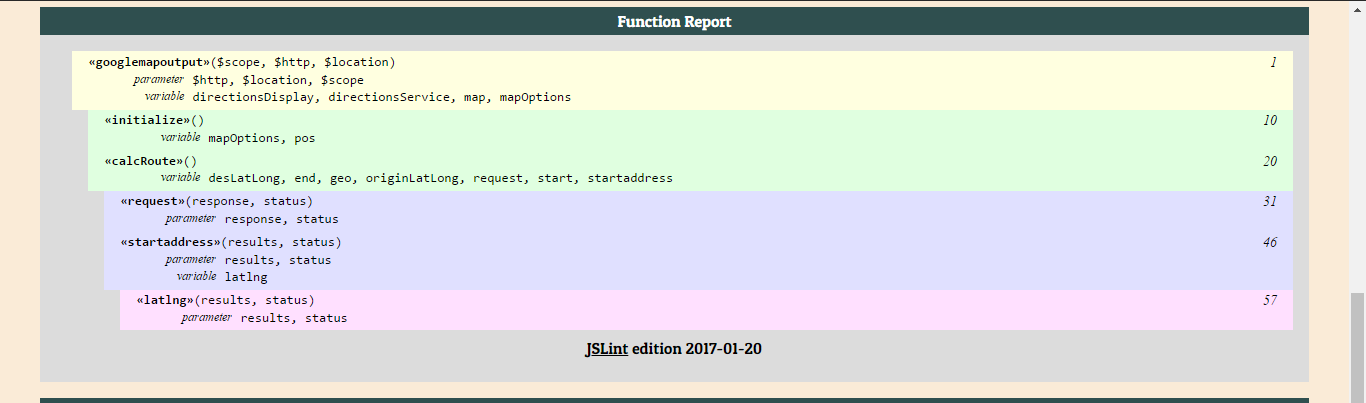 Function Report
«googlemapoutput»($scope, $http, $location) 1
parameter $http, $location, $scope
variable directionsDisplay, directionsService, map, mapOptions
«initialize»() 10
variable mapOptions, pos
«calcRoute»() 20
variable desLatLong, end, geo, originLatLong, request, start, startaddress
«request»(response, status) 31
parameter response, status
«startaddress»(results, status) 46
parameter results, status
variable latlng
«latlng»(results, status) 57
parameter results, status
JSLint edition 2017-01-20